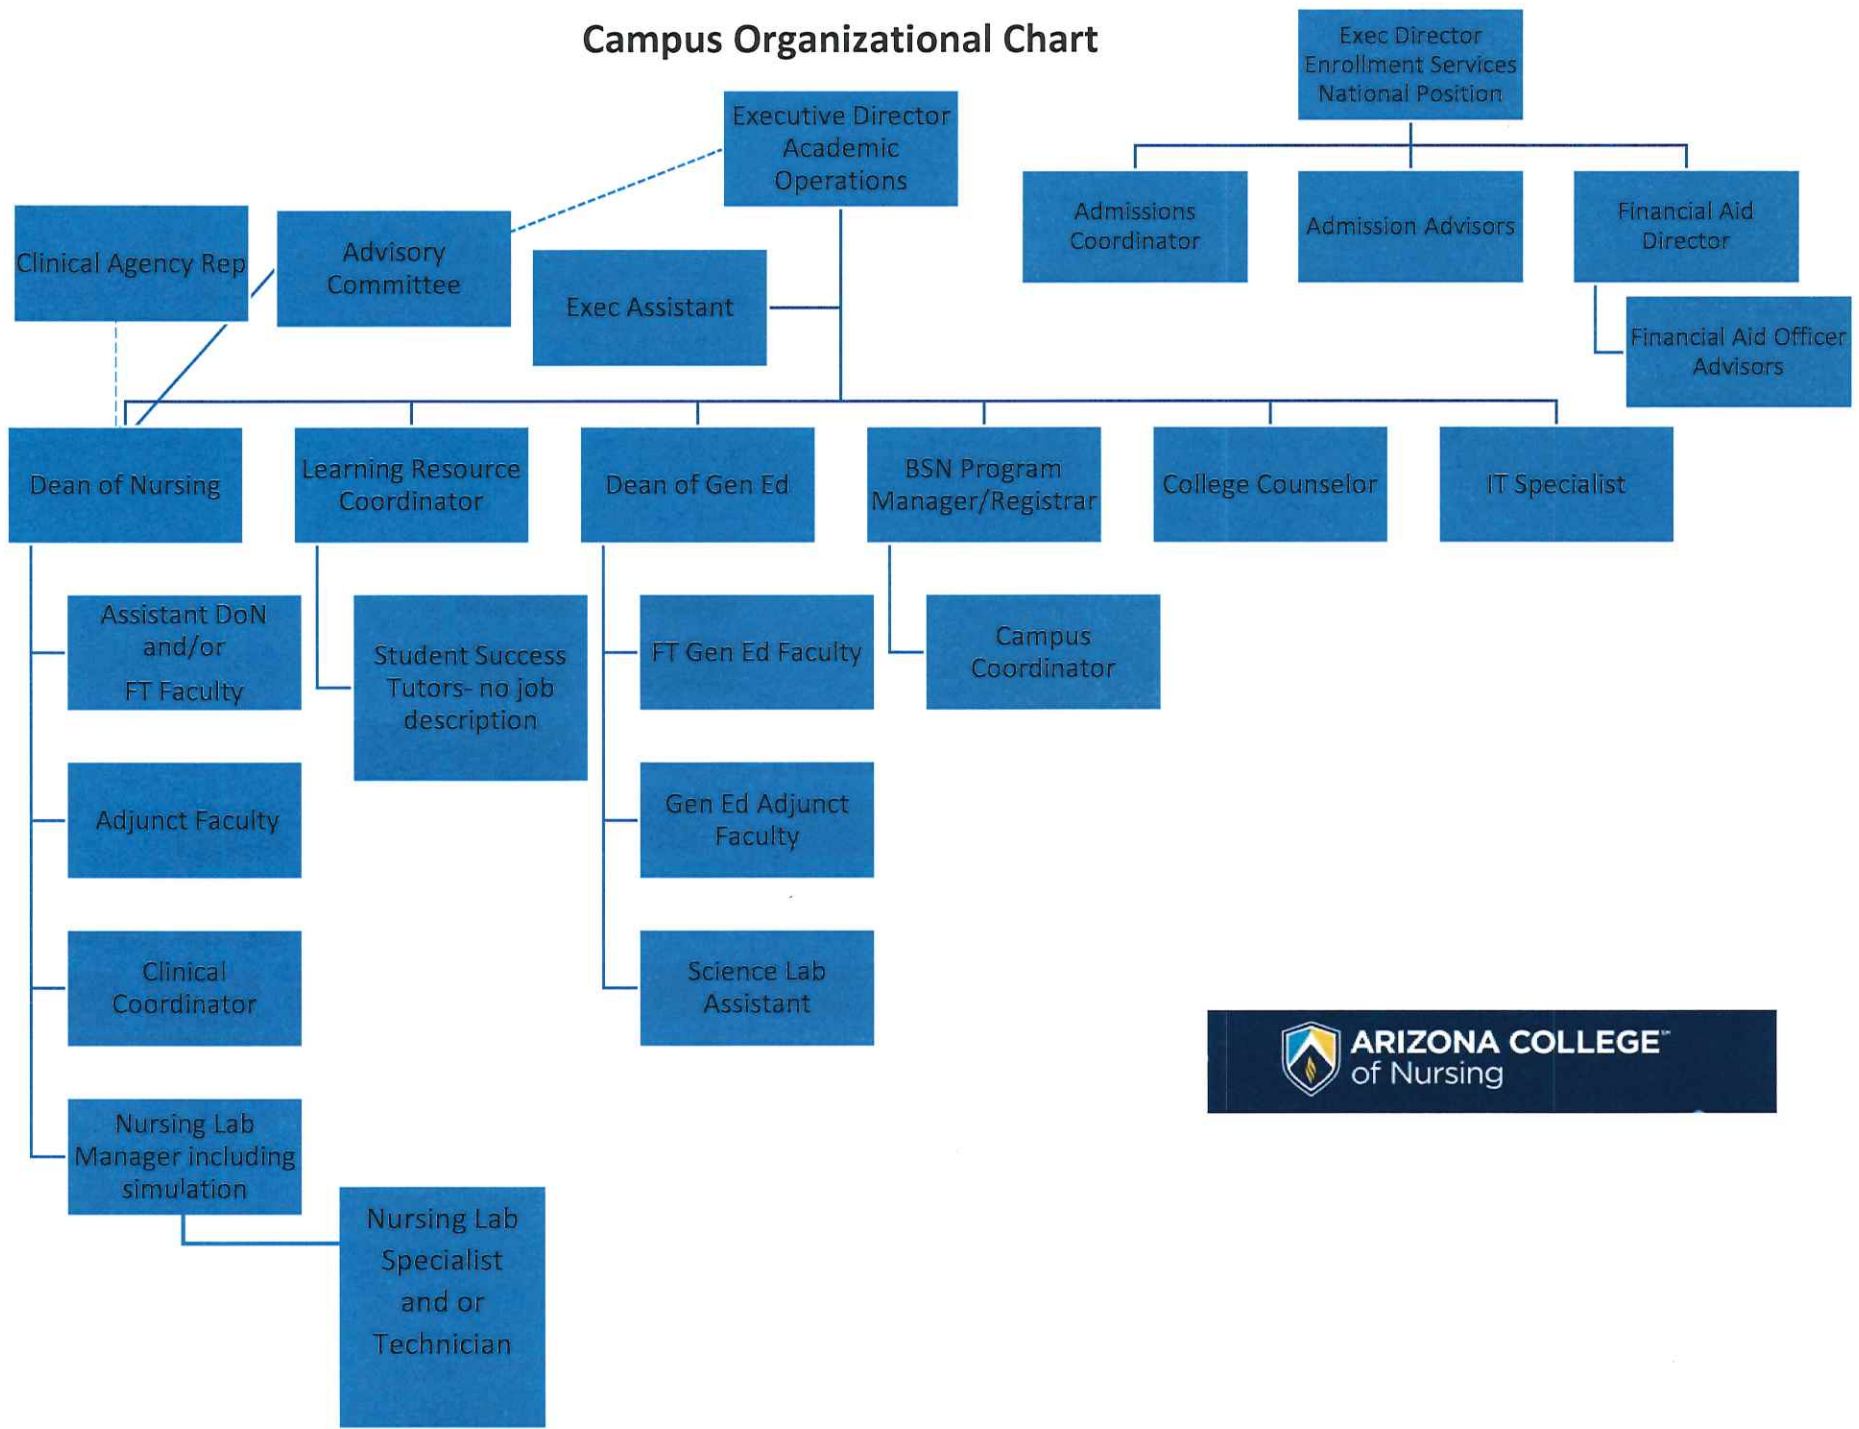 Campus Organizational Chart
Exec Director
Enrollment Services
National Position
Executive Director
Academic
Operations
Admissions
Coordinator
Admission Advisors
Financial Aid
Director
Clinical Agency Rep
Advisory
Committee
Exec Assistant
Financial Aid Officer
Advisors
Dean of Nursing
Learning Resource
Coordinator
Dean of Gen Ed
BSN Program
Manager/Registrar
College Counselor
IT Specialist
Assistant DoN
and/or
FT Faculty
Student Success
Tutors- no job
description
FT Gen Ed Faculty
Campus
Coordinator
Adjunct Faculty
Gen Ed Adjunct
Faculty
Clinical
Coordinator
Science Lab
Assistant
Nursing Lab
Manager including
simulation
Nursing Lab
Specialist
and or
Technician
ARIZONA COLLEGE℠
of Nursing